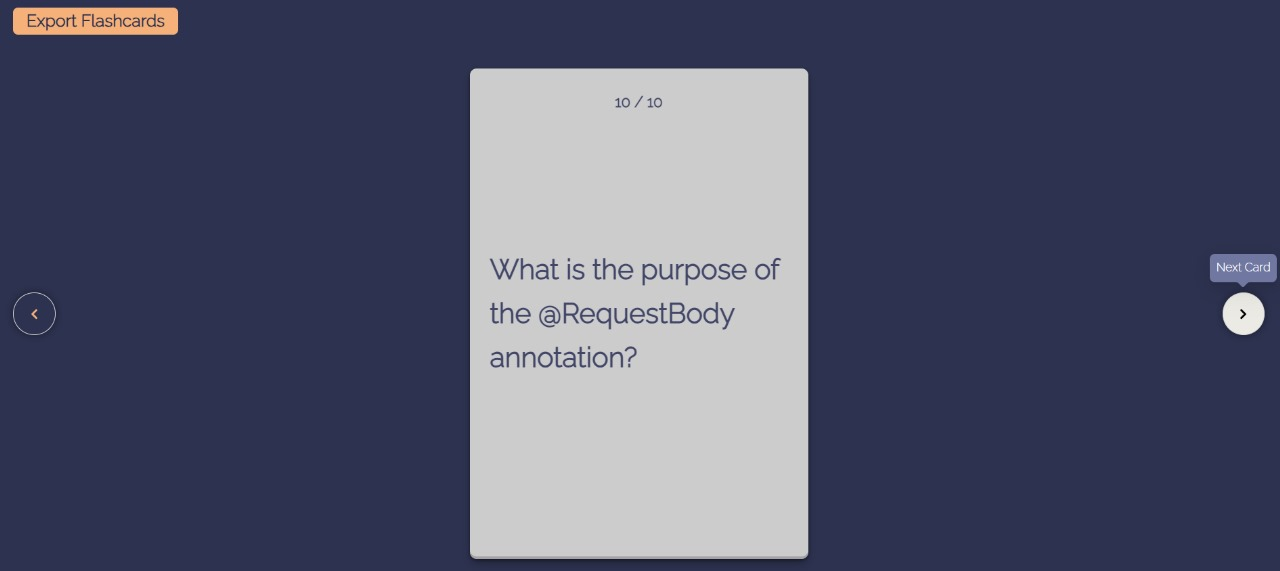 Export Flashcards
10 / 10
What is the purpose of
the @RequestBody
annotation?
Next Card